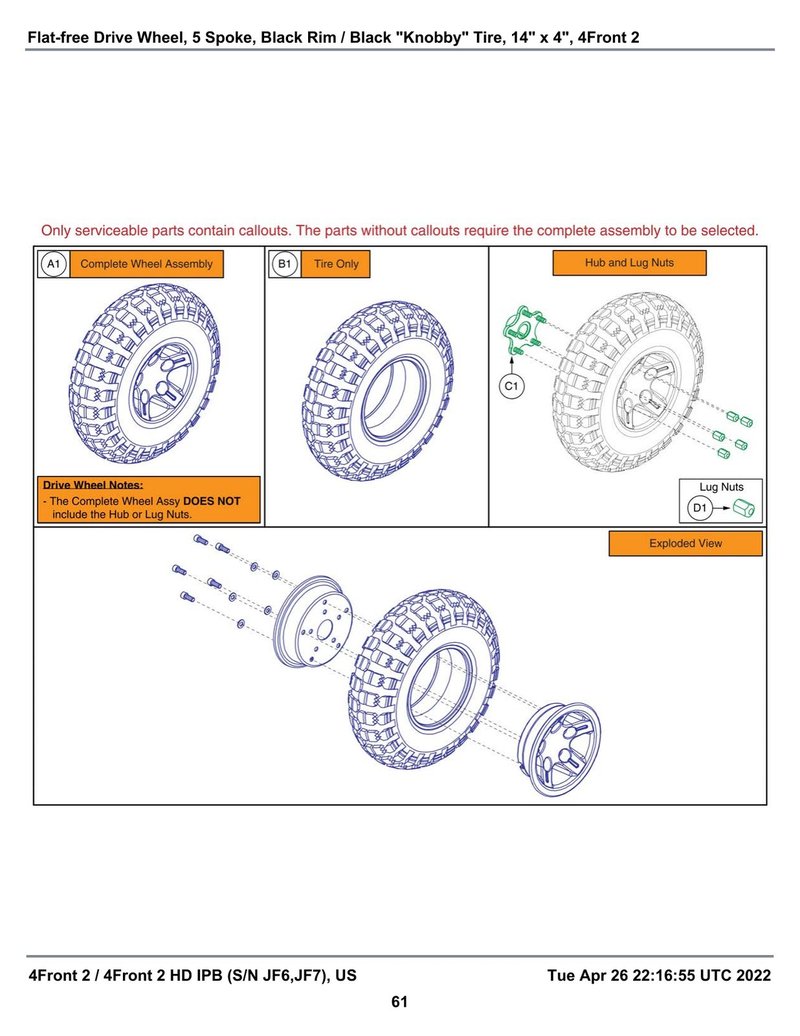 Flat-free Drive Wheel, 5 Spoke, Black Rim / Black "Knobby" Tire, 14" x 4", 4Front 2
Only serviceable parts contain callouts. The parts without callouts require the complete assembly to be selected.
A1 Complete Wheel Assembly
B1 Tire Only
Hub and Lug Nuts
C1
Drive Wheel Notes:
- The Complete Wheel Assy DOES NOT
include the Hub or Lug Nuts.
Lug Nuts
D1
Exploded View
4Front 2 / 4Front 2 HD IPB (S/N JF6,JF7), US
Tue Apr 26 22:16:55 UTC 2022
61